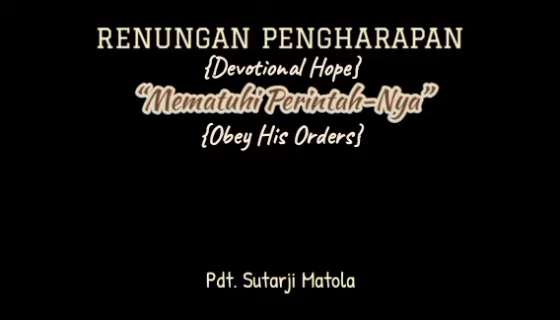 RENUNGAN PENGHARAPAN
{Devotional Hope}
“Mematuhi Perintah-Nya”
{Obey His Orders}
Pdt. Sutarji Matola